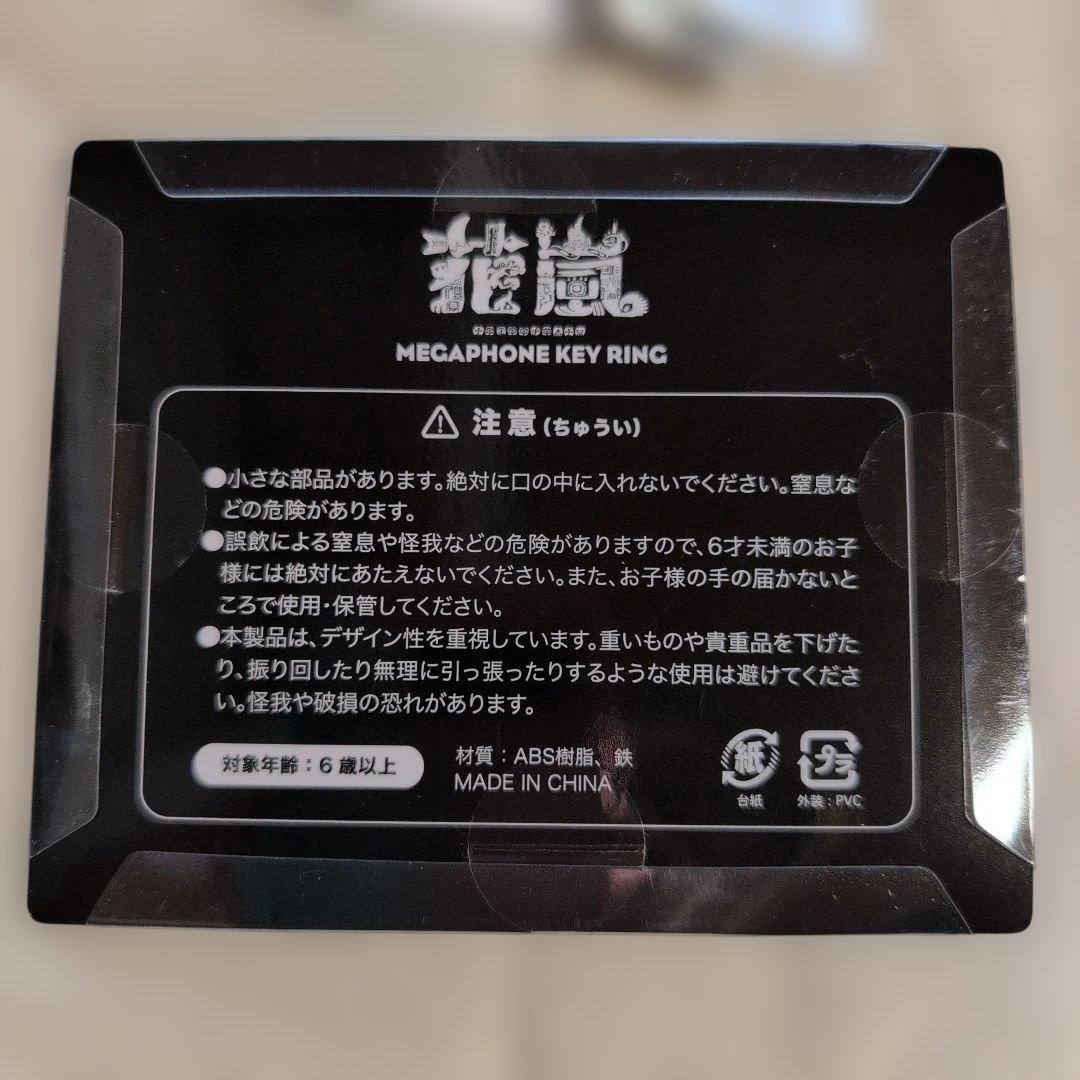 花嵐
MEGAPHONE KEY RING
注意(ちゅうい)
●小さな部品があります。絶対に口の中に入れないでください。窒息な
どの危険があります。
●誤飲による窒息や怪我などの危険がありますので、6才未満のお子
様には絶対にあたえないでください。また、お子様の手の届かないと
ころで使用・保管してください。
●本製品は、デザイン性を重視しています。重いものや貴重品を下げた
り、振り回したり無理に引っ張ったりするような使用は避けてくださ
い。怪我や破損の恐れがあります。
対象年齢:6歳以上
材質:ABS樹脂、鉄
MADE IN CHINA
紙
台紙
プラ
外装:PVC